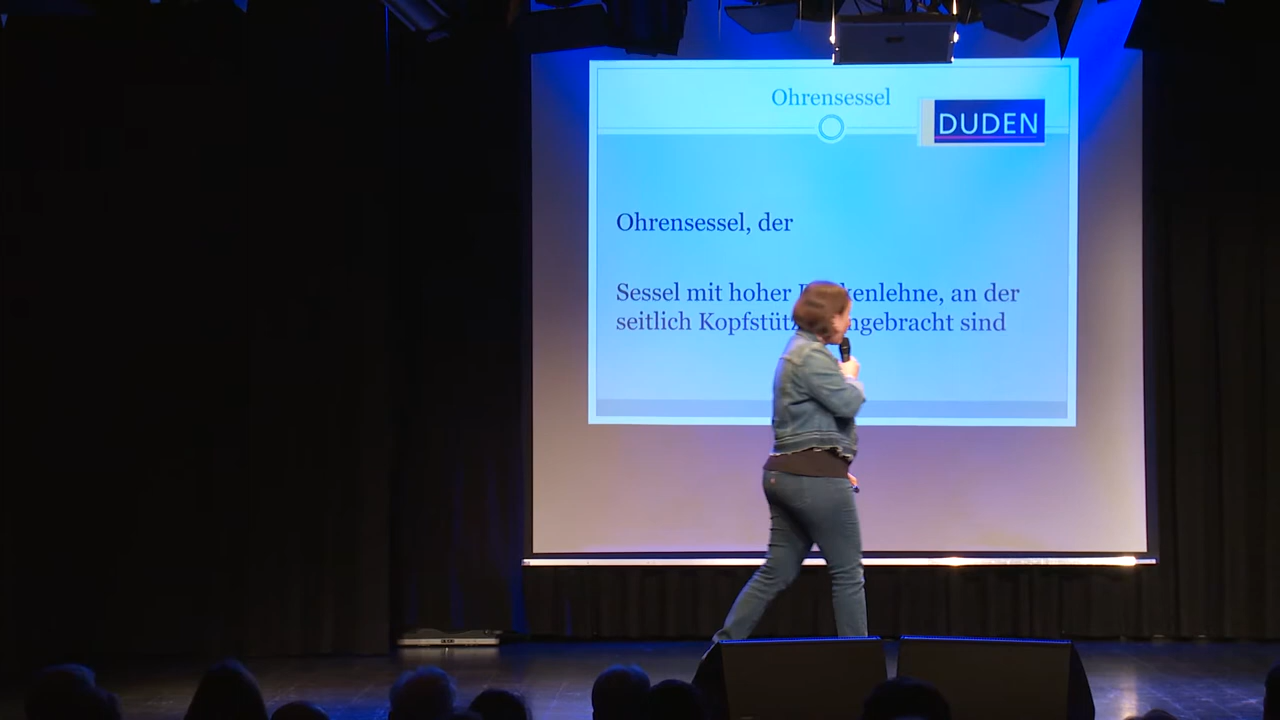 Ohrensessel
DUDEN
Ohrensessel, der
Sessel mit hoher kenlehne, an der
seitlich Kopfstütz ngebracht sind